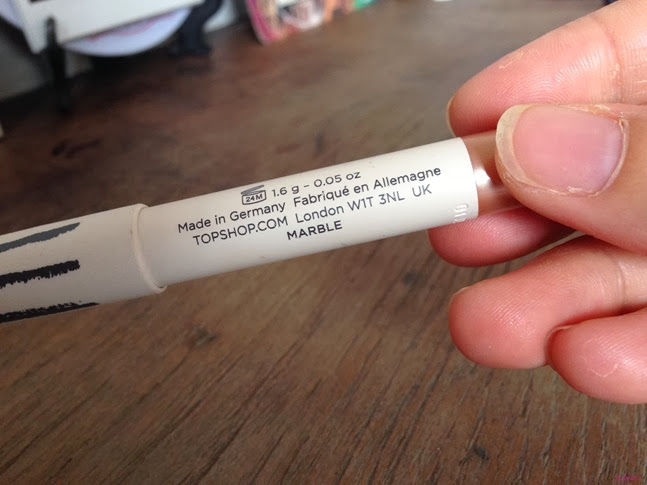 24M 1.6 g - 0.05 oz
Made in Germany Fabriqué en Allemagne
TOPSHOP.COM London W1T 3NL UK
MARBLE